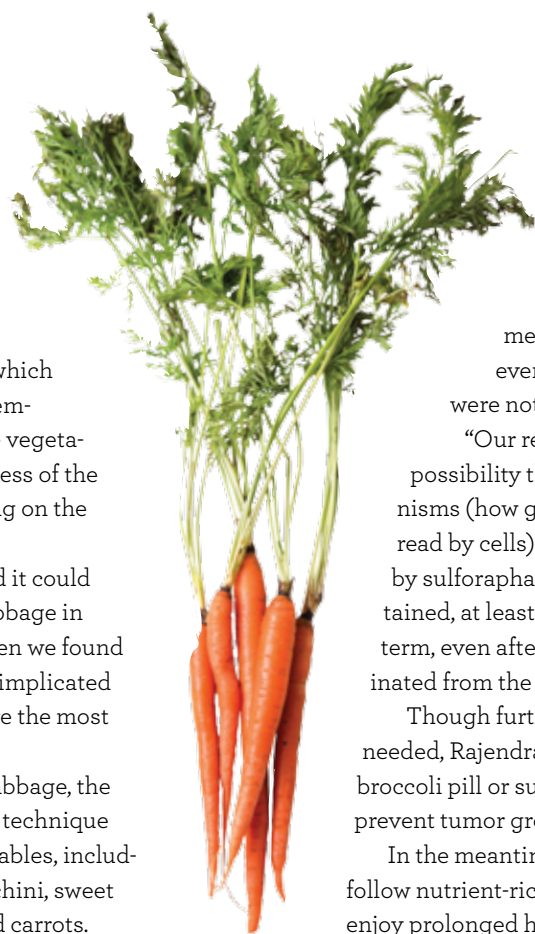 which
em-
vegeta-
ess of the
g on the
d it could
bbage in
en we found
implicated
e the most
abbage, the
technique
ables, includ-
chini, sweet
d carrots.
me
ever
were not
“Our re
possibility t
nisms (how g
read by cells)
by sulforapha
tained, at least
term, even afte
inated from the
Though furt
needed, Rajendra
broccoli pill or su
prevent tumor gro
In the meantin
follow nutrient-ric
enjoy prolonged h